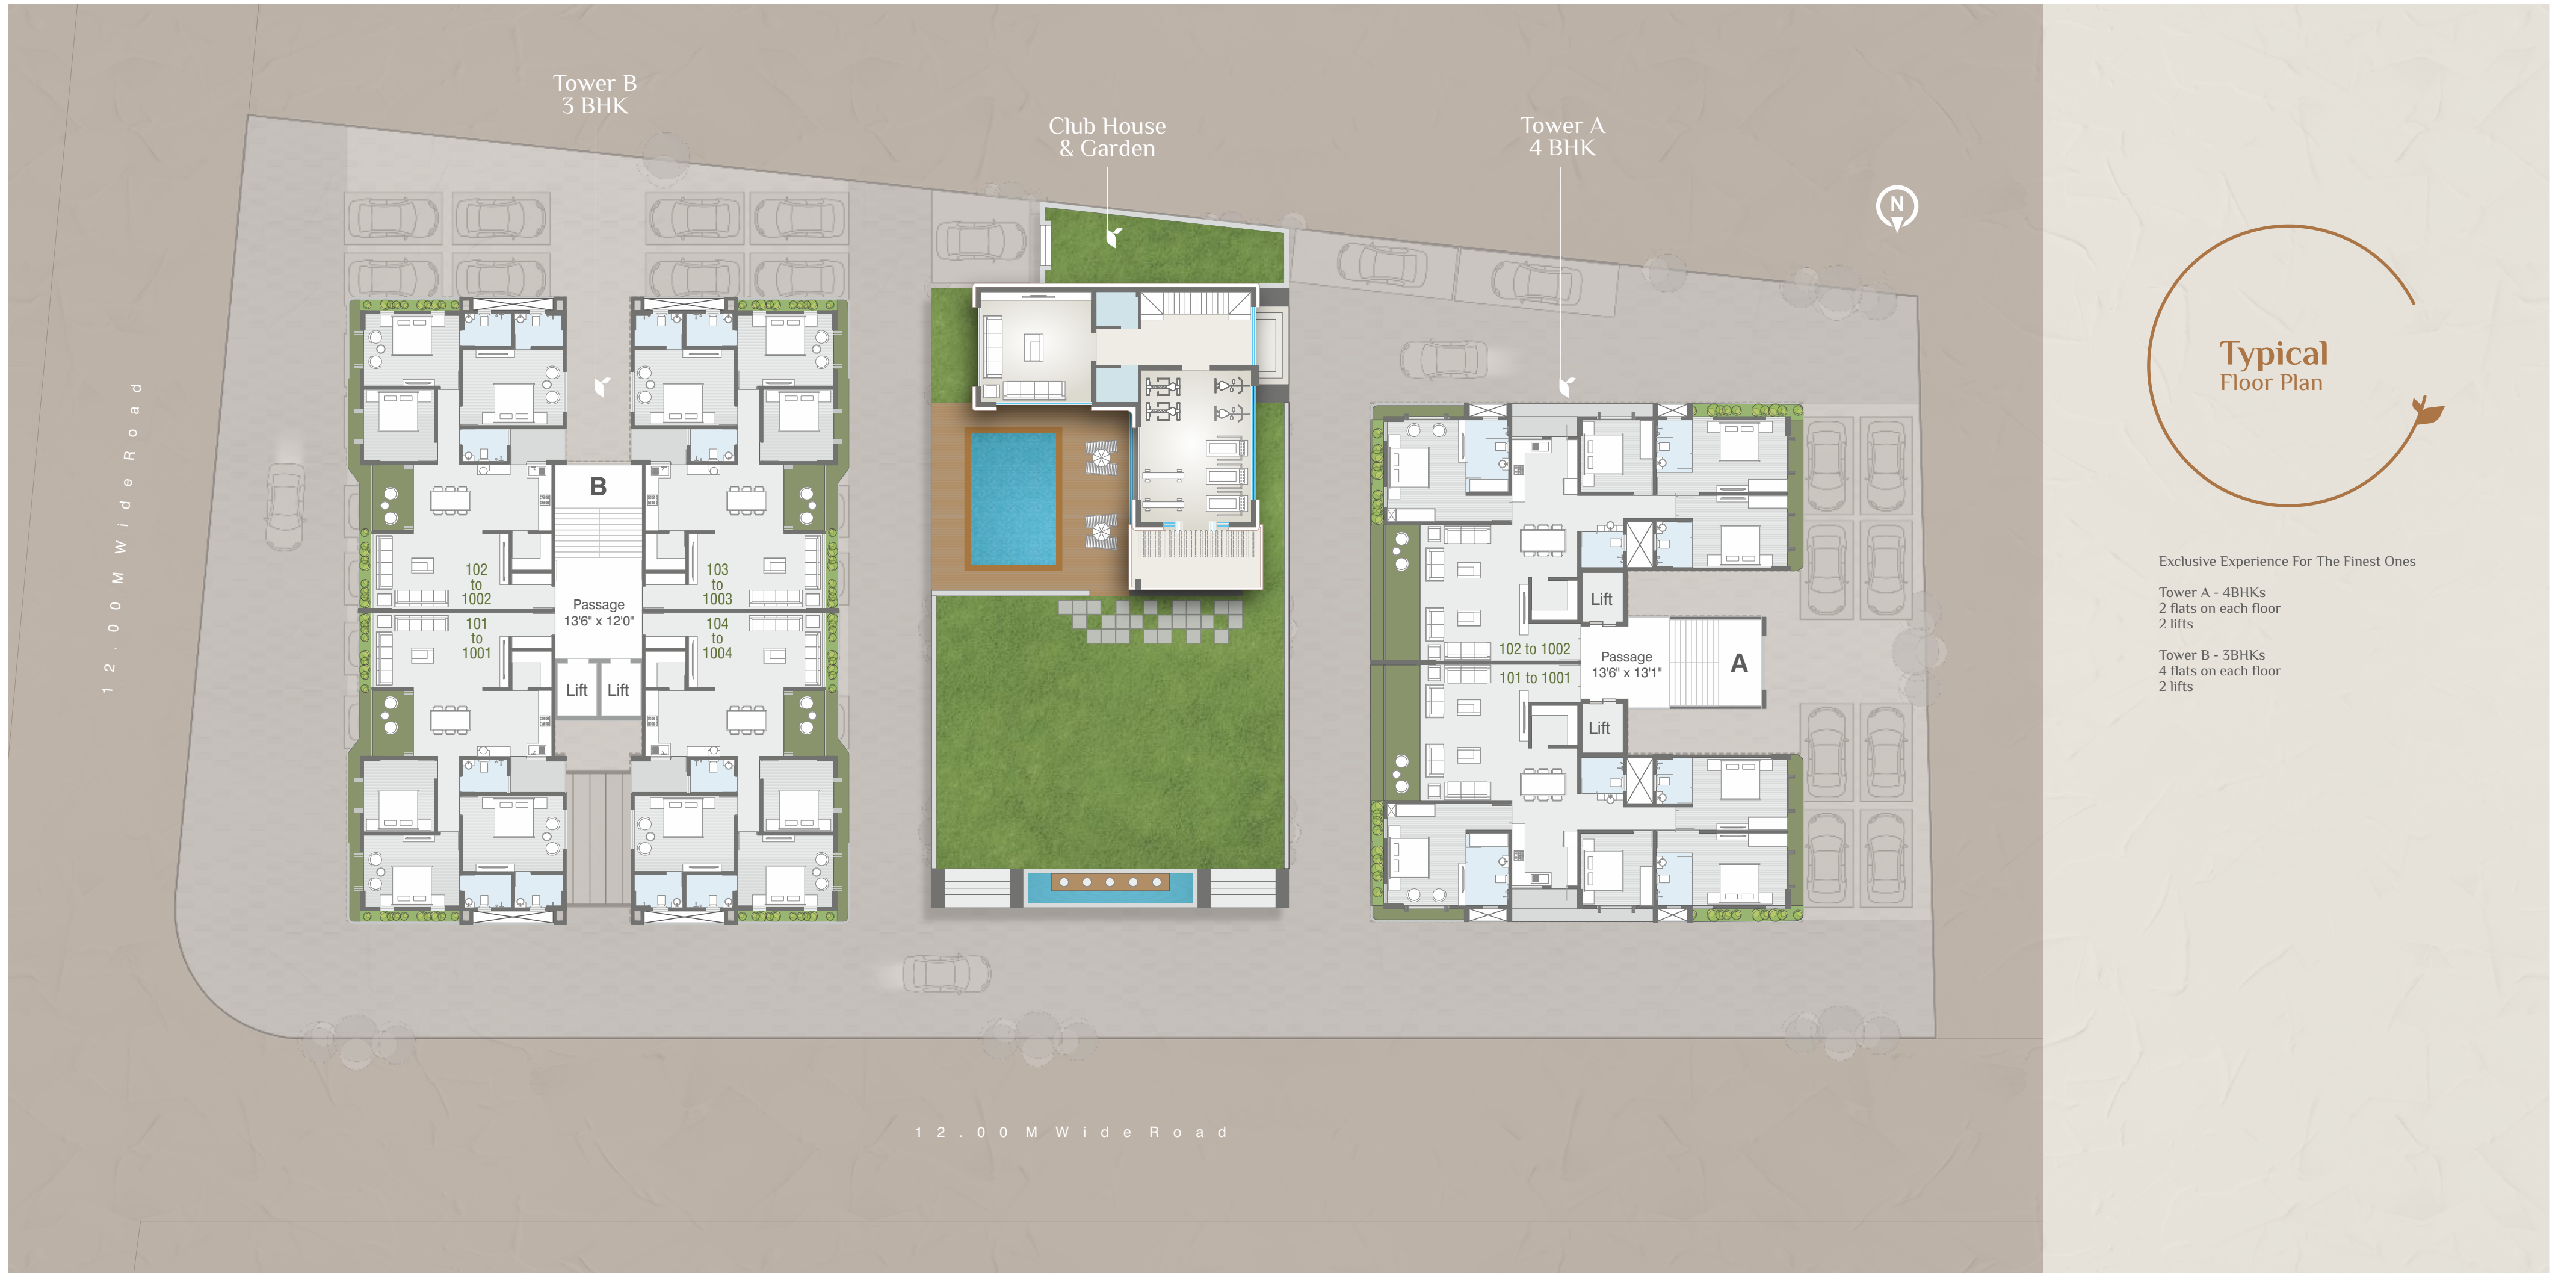 Tower B
3 BHK
Club House
& Garden
Tower A
4 BHK
N
Typical
Floor Plan
Exclusive Experience For The Finest Ones
Tower A - 4BHKs
2 flats on each floor
2 lifts
Tower B - 3BHKs
4 flats on each floor
2 lifts
12.00 M Wide Road
B
102
to
1002
103
to
1003
Passage
13'6" x 12'0"
101
to
1001
104
to
1004
Lift
Lift
Lift
102 to 1002
Passage
13'6" x 13'1"
A
101 to 1001
Lift
12.00 M Wide Road